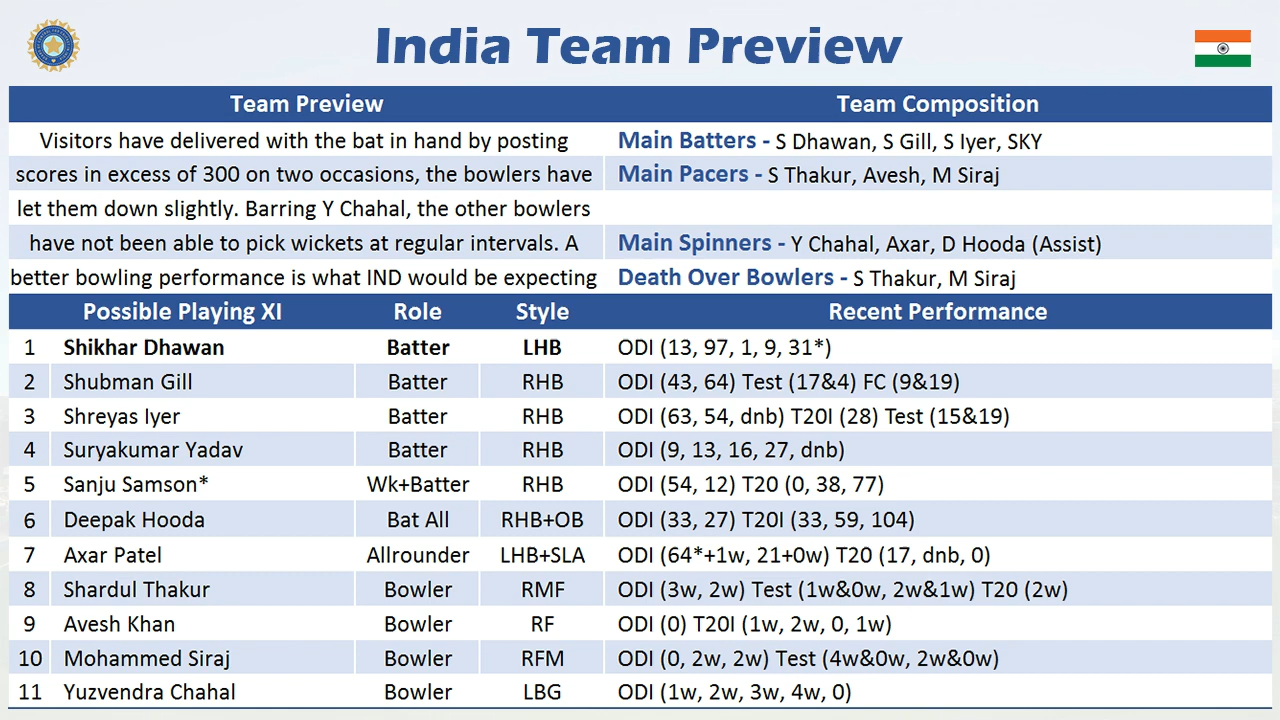 India Team Preview
Team Preview
Team Composition
Visitors have delivered with the bat in hand by posting
scores in excess of 300 on two occasions, the bowlers have
let them down slightly. Barring Y Chahal, the other bowlers
have not been able to pick wickets at regular intervals. A
better bowling performance is what IND would be expecting
Main Batters - S Dhawan, S Gill, S Iyer, SKY
Main Pacers - S Thakur, Avesh, M Siraj
Main Spinners - Y Chahal, Axar, D Hooda (Assist)
Death Over Bowlers - S Thakur, M Siraj
Possible Playing XI Role Style Recent Performance
1 Shikhar Dhawan Batter LHB ODI (13, 97, 1, 9, 31*)
2 Shubman Gill Batter RHB ODI (43, 64) Test (17&4) FC (9&19)
3 Shreyas Iyer Batter RHB ODI (63, 54, dnb) T20I (28) Test (15&19)
4 Suryakumar Yadav Batter RHB ODI (9, 13, 16, 27, dnb)
5 Sanju Samson* Wk+Batter RHB ODI (54, 12) T20 (0, 38, 77)
6 Deepak Hooda Bat All RHB+OB ODI (33, 27) T20I (33, 59, 104)
7 Axar Patel Allrounder LHB+SLA ODI (64*+1w, 21+0w) T20 (17, dnb, 0)
8 Shardul Thakur Bowler RMF ODI (3w, 2w) Test (1w&0w, 2w&1w) T20 (2w)
9 Avesh Khan Bowler RF ODI (0) T20I (1w, 2w, 0, 1w)
10 Mohammed Siraj Bowler RFM ODI (0, 2w, 2w) Test (4w&0w, 2w&0w)
11 Yuzvendra Chahal Bowler LBG ODI (1w, 2w, 3w, 4w, 0)